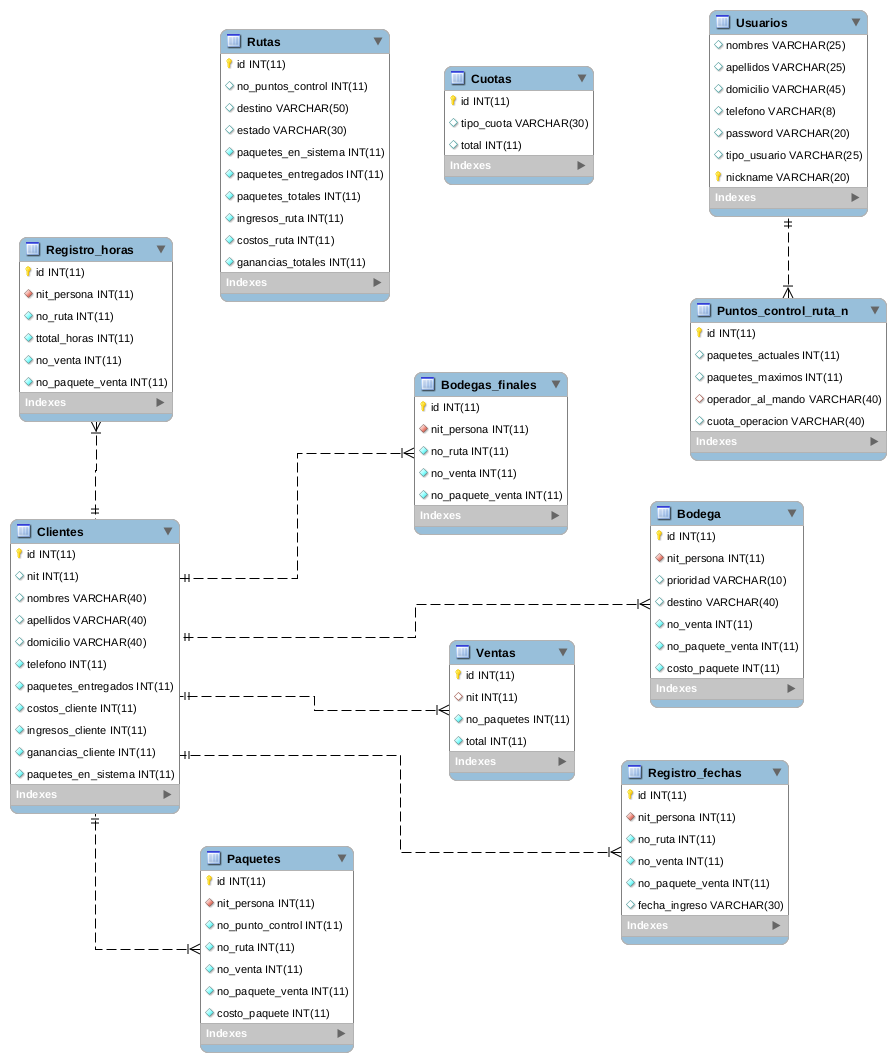 Rutas
id INT(11)
no_puntos_control INT(11)
destino VARCHAR(50)
estado VARCHAR(30)
paquetes_en_sistema INT(11)
paquetes_entregados INT(11)
paquetes_totales INT(11)
ingresos_ruta INT(11)
costos_ruta INT(11)
ganancias_totales INT(11)
Indexes
Cuotas
id INT(11)
tipo_cuota VARCHAR(30)
total INT(11)
Indexes
Usuarios
nombres VARCHAR(25)
apellidos VARCHAR(25)
domicilio VARCHAR(45)
telefono VARCHAR(8)
password VARCHAR(20)
tipo_usuario VARCHAR(25)
nickname VARCHAR(20)
Indexes
Registro_horas
id INT(11)
nit_persona INT(11)
no_ruta INT(11)
ttotal_horas INT(11)
no_venta INT(11)
no_paquete_venta INT(11)
Indexes
Puntos_control_ruta_n
id INT(11)
paquetes_actuales INT(11)
paquetes_maximos INT(11)
operador_al_mando VARCHAR(40)
cuota_operacion VARCHAR(40)
Indexes
Bodegas_finales
id INT(11)
nit_persona INT(11)
no_ruta INT(11)
no_venta INT(11)
no_paquete_venta INT(11)
Indexes
Clientes
id INT(11)
nit INT(11)
nombres VARCHAR(40)
apellidos VARCHAR(40)
domicilio VARCHAR(40)
telefono INT(11)
paquetes_entregados INT(11)
costos_cliente INT(11)
ingresos_cliente INT(11)
ganancias_cliente INT(11)
paquetes_en_sistema INT(11)
Indexes
Bodega
id INT(11)
nit_persona INT(11)
prioridad VARCHAR(10)
destino VARCHAR(40)
no_venta INT(11)
no_paquete_venta INT(11)
costo_paquete INT(11)
Indexes
Ventas
id INT(11)
nit INT(11)
no_paquetes INT(11)
total INT(11)
Indexes
Registro_fechas
id INT(11)
nit_persona INT(11)
no_ruta INT(11)
no_venta INT(11)
no_paquete_venta INT(11)
fecha_ingreso VARCHAR(30)
Indexes
Paquetes
id INT(11)
nit_persona INT(11)
no_punto_control INT(11)
no_ruta INT(11)
no_venta INT(11)
no_paquete_venta INT(11)
costo_paquete INT(11)
Indexes